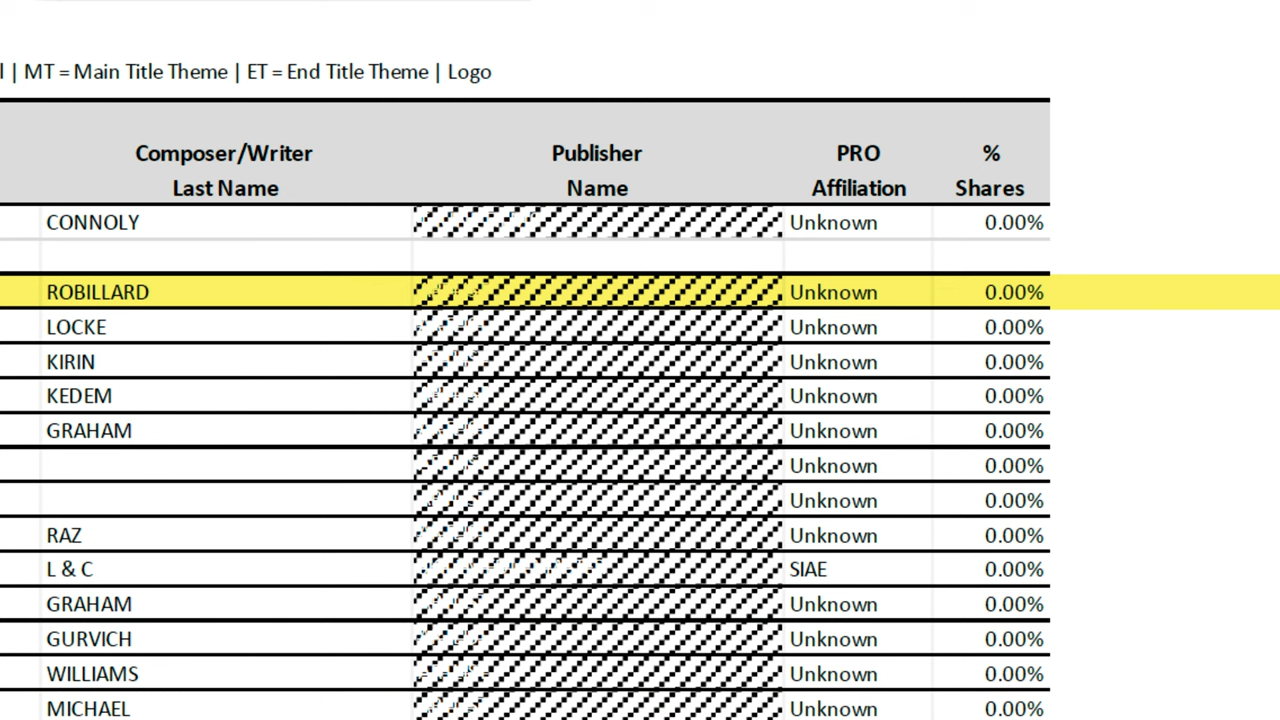 l | MT = Main Title Theme | ET = End Title Theme | Logo
Composer/Writer Last Name Publisher Name PRO Affiliation % Shares
CONNOLY Unknown 0.00%
ROBILLARD Unknown 0.00%
LOCKE Unknown 0.00%
KIRIN Unknown 0.00%
KEDEM Unknown 0.00%
GRAHAM Unknown 0.00%
Unknown 0.00%
Unknown 0.00%
RAZ Unknown 0.00%
L & C SIAE 0.00%
GRAHAM Unknown 0.00%
GURVICH Unknown 0.00%
WILLIAMS Unknown 0.00%
MICHAEL Unknown 0.00%